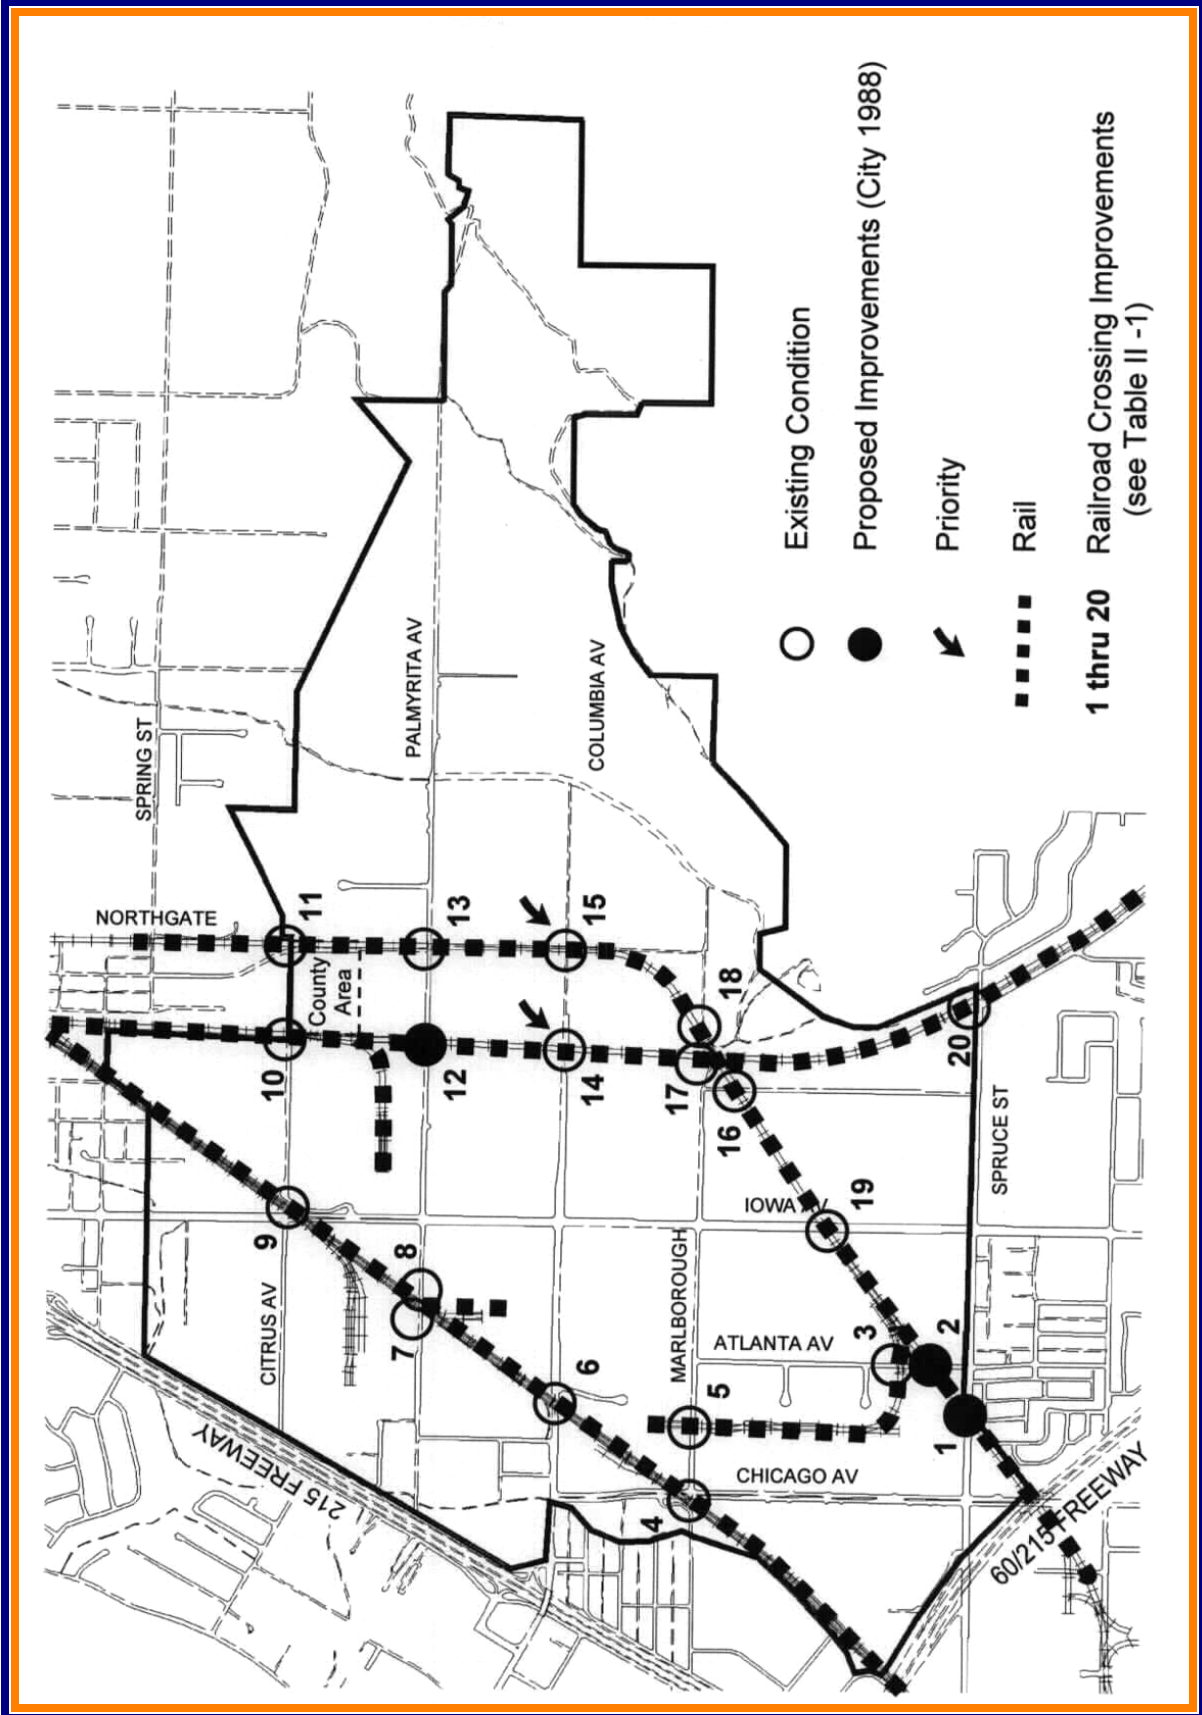 SPRING ST
NORTHGATE
PALMYRITA AV
COLUMBIA AV
County
Area
11
13
15
18
10
12
14
17
16
20
9
8
7
6
5
4
3
2
1
19
IOWA
SPRUCE ST
CITRUS AV
MARLBOROUGH
ATLANTA AV
CHICAGO AV
215 FREEWAY
60/215 FREEWAY
Existing Condition
Proposed Improvements (City 1988)
Priority
Rail
1 thru 20 Railroad Crossing Improvements
(see Table II -1)